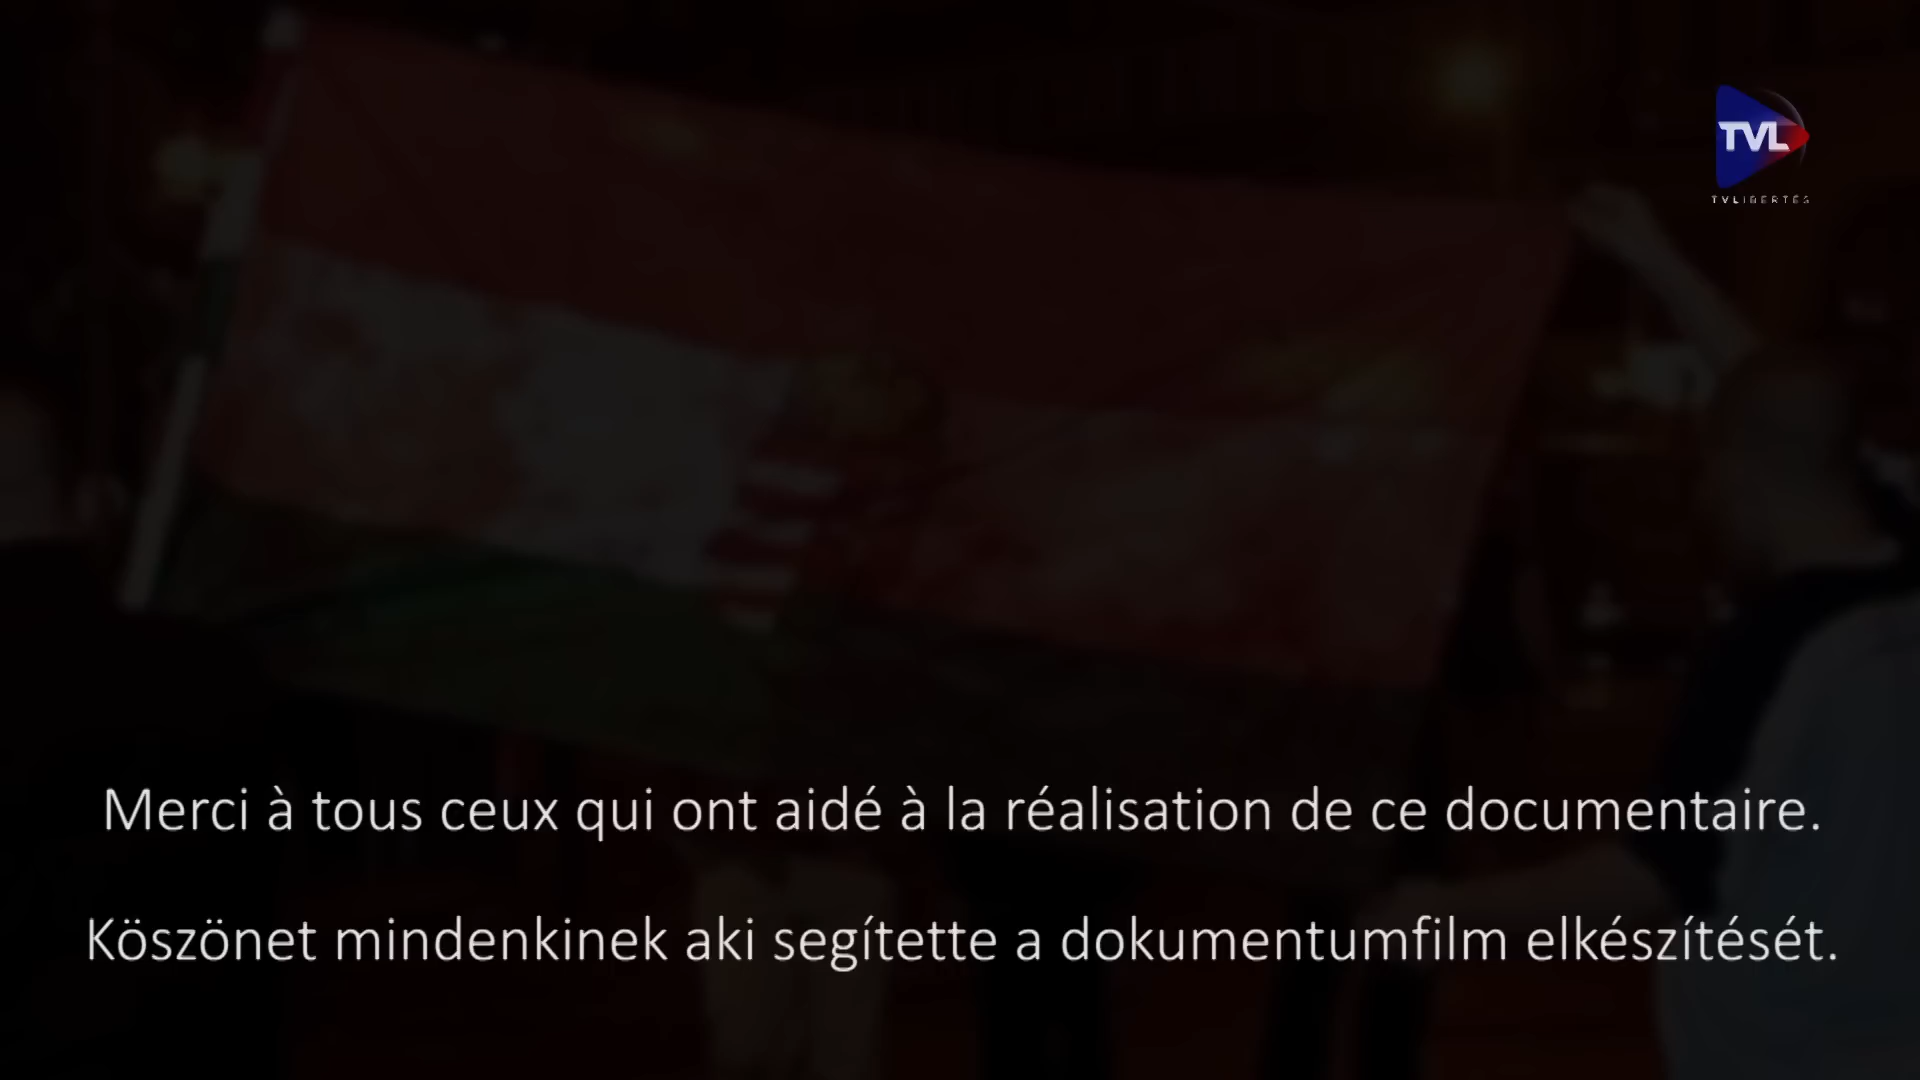 TVL
TVLIBERTÉS
Merci à tous ceux qui ont aidé à la réalisation de ce documentaire.
Köszönet mindenkinek aki segítette a dokumentumfilm elkészítését.